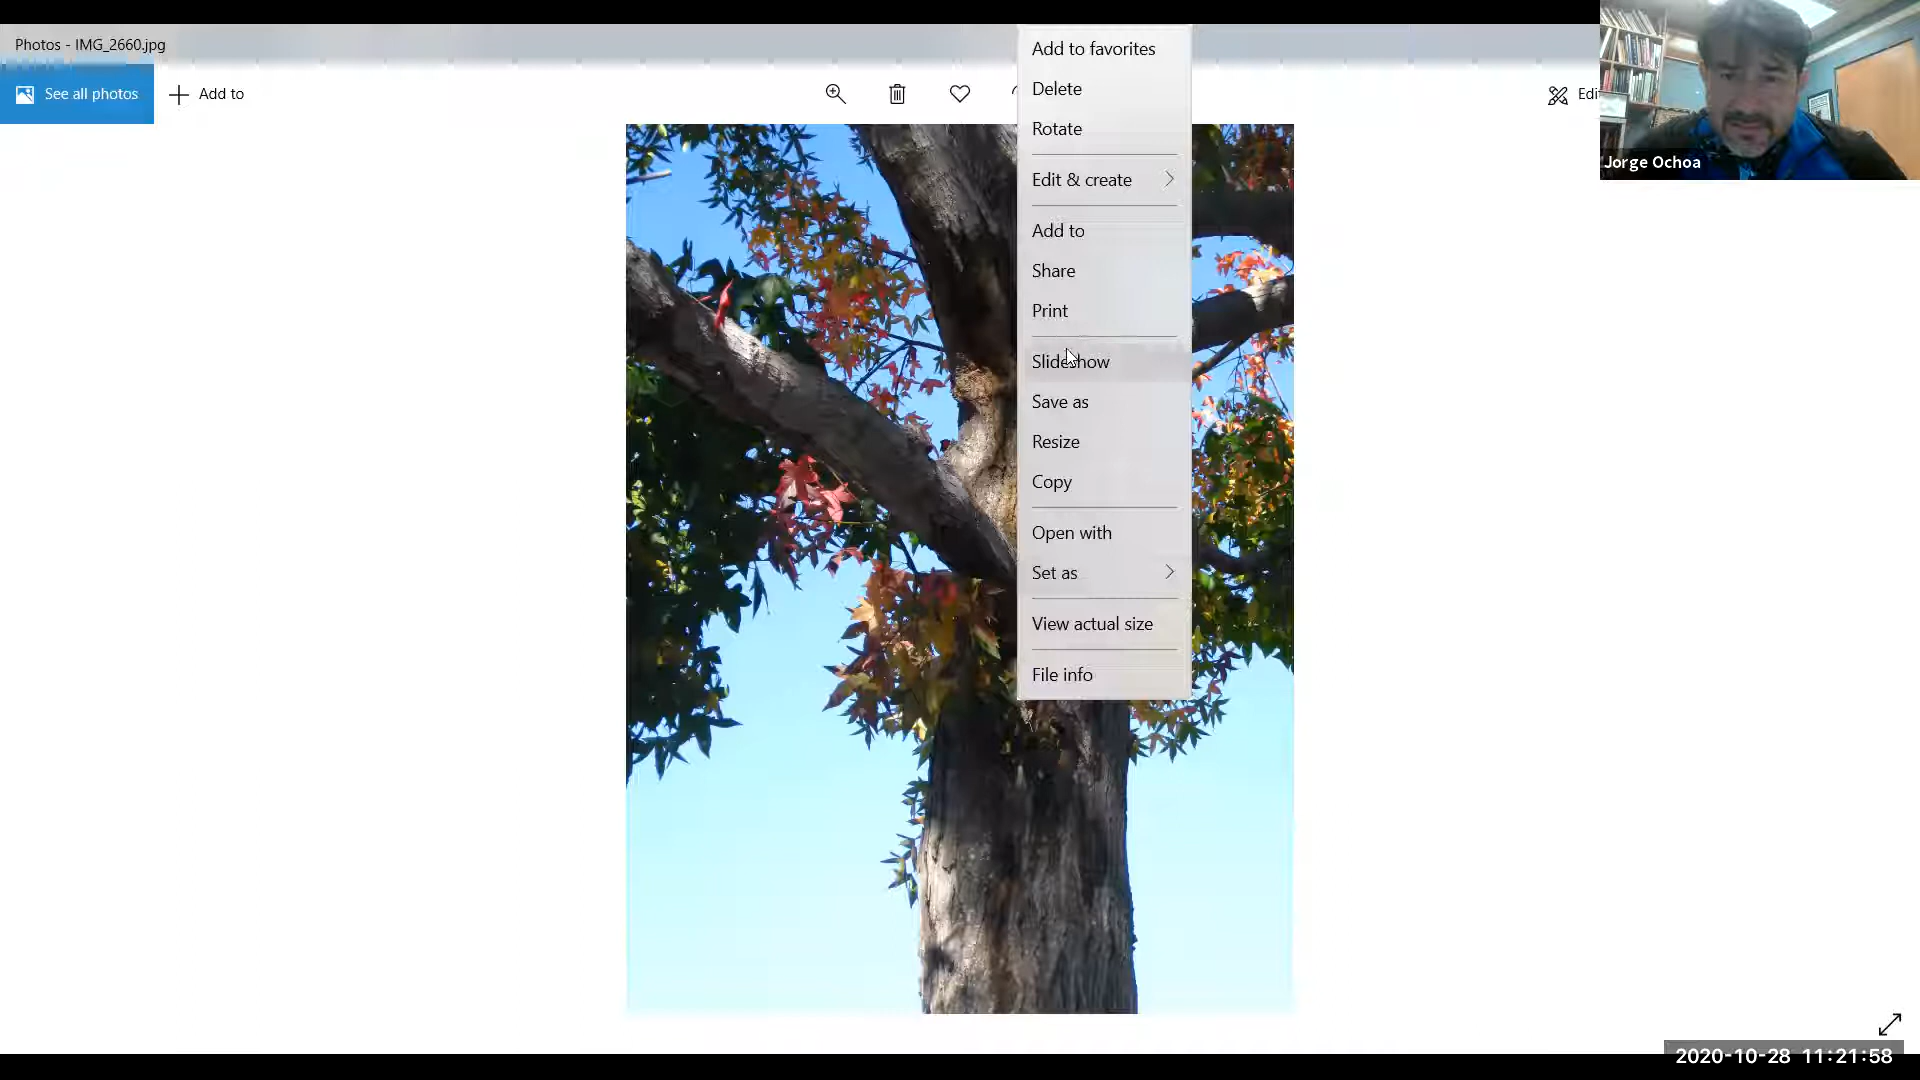 Photos - IMG_2660.jpg
See all photos
Add to
Edi
Jorge Ochoa
Add to favorites
Delete
Rotate
Edit & create
Add to
Share
Print
Slideshow
Save as
Resize
Copy
Open with
Set as
View actual size
File info
2020-10-28 11:21:58